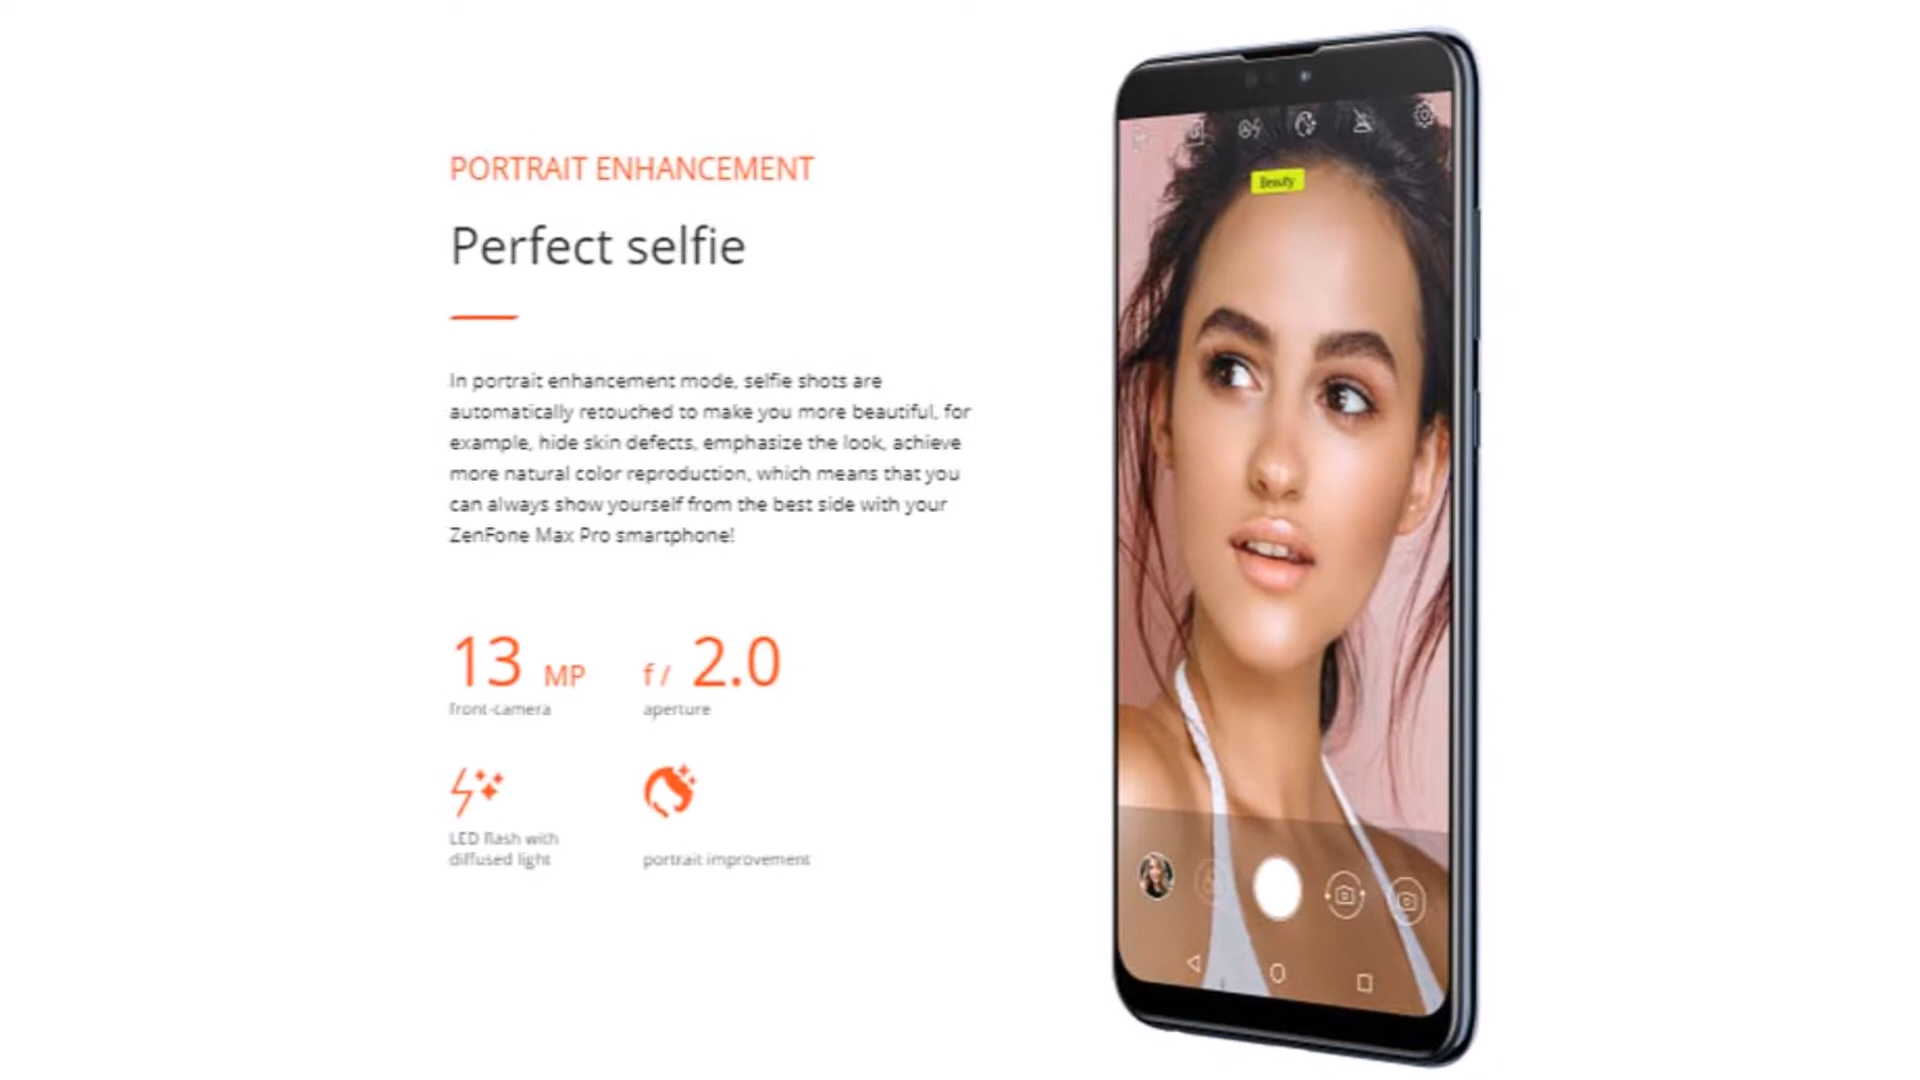 PORTRAIT ENHANCEMENT
Perfect selfie
In portrait enhancement mode, selfie shots are
automatically retouched to make you more beautiful, for
example, hide skin defects, emphasize the look, achieve
more natural color reproduction, which means that you
can always show yourself from the best side with your
ZenFone Max Pro smartphone!
13 MP f/ 2.0
front-camera aperture
LED flash with
diffused light portrait improvement
Beauty